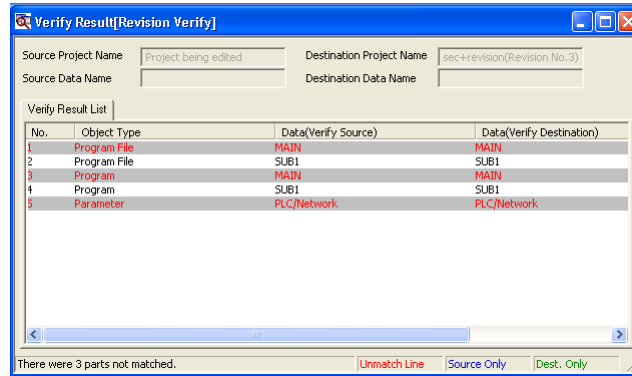 Verify Result[Revision Verify]
Source Project Name Project being edited Destination Project Name sec+revision(Revision No.3)
Source Data Name Destination Data Name
Verify Result List
No. Object Type Data(Verify Source) Data(Verify Destination)
1 Program File MAIN MAIN
2 Program File SUB1 SUB1
3 Program MAIN MAIN
4 Program SUB1 SUB1
5 Parameter PLC/Network PLC/Network
There were 3 parts not matched. Unmatch Line Source Only Dest. Only